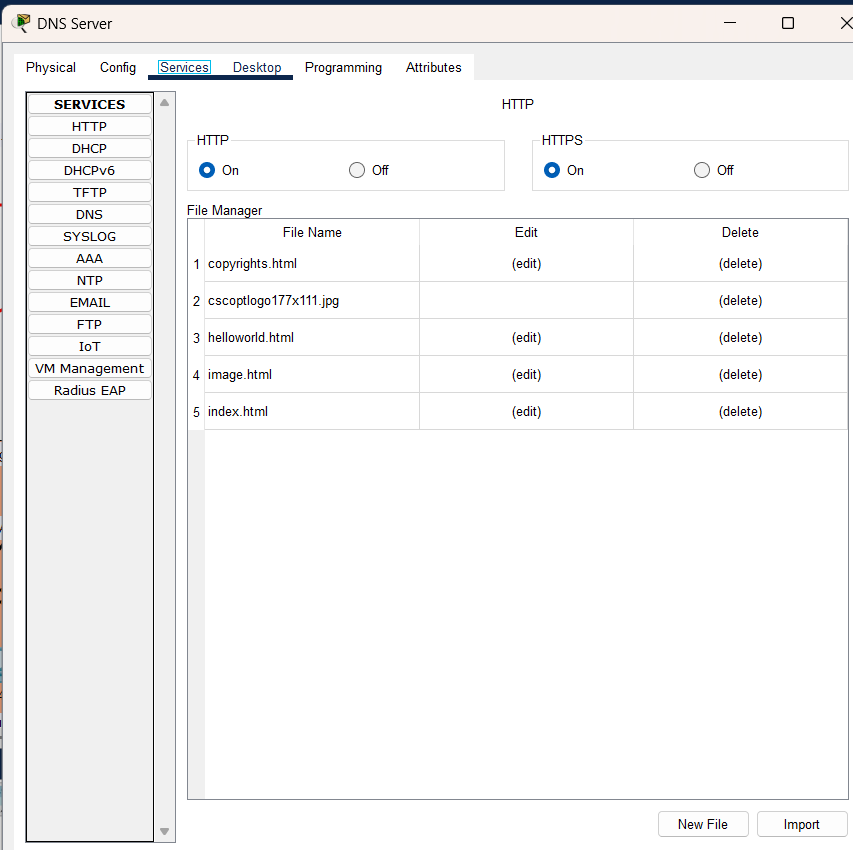 DNS Server
Physical Config Services Desktop Programming Attributes
SERVICES
HTTP
DHCP
DHCPv6
TFTP
DNS
SYSLOG
AAA
NTP
EMAIL
FTP
IoT
VM Management
Radius EAP
HTTP
HTTP
On Off
HTTPS
On Off
File Manager
File Name Edit Delete
1 copyrights.html (edit) (delete)
2 cscoptlogo177x111.jpg (delete)
3 helloworld.html (edit) (delete)
4 image.html (edit) (delete)
5 index.html (edit) (delete)
New File Import